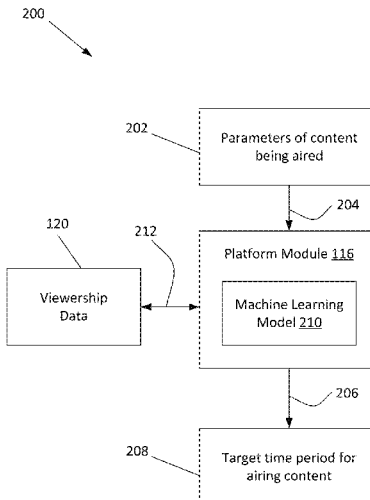 200
202
Parameters of content
being aired
204
120
212
Platform Module 116
Viewership
Data
Machine Learning
Model 210
206
208
Target time period for
airing content